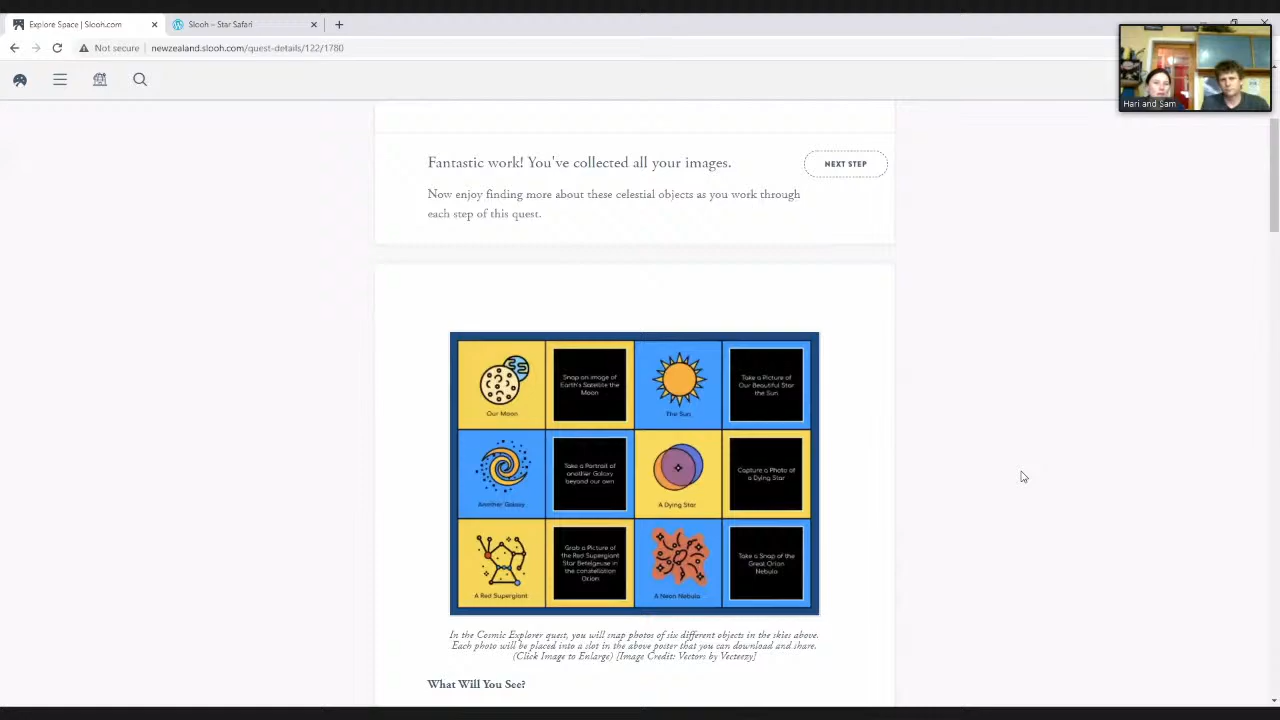 Explore Space | Slooh.com
Slooh – Star Safari
Not secure
newzealand.slooh.com/quest-details/122/1780
Hari and Sam
Fantastic work! You've collected all your images.
NEXT STEP
Now enjoy finding more about these celestial objects as you work through
each step of this quest.
Our Moon
Snap an image of
Earth's Satellite the
Moon
The Sun
Take a Picture of
Our Beautiful Star
the Sun
Another Galaxy
Take a Portrait of
another Galaxy
beyond our own
A Dying Star
Capture a Photo of
a Dying Star
A Red Supergiant
Grab a Picture of
the Red Supergiant
Star Betelgeuse in
the constellation
Orion
A Neon Nebula
Take a Snap of the
Great Orion
Nebula
In the Cosmic Explorer quest, you will snap photos of six different objects in the skies above.
Each photo will be placed into a slot in the above poster that you can download and share.
(Click Image to Enlarge) [Image Credit: Vectors by Vecteezy]
What Will You See?